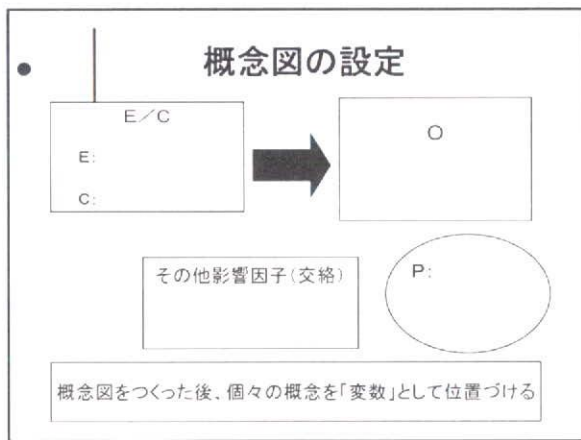 概念図の設定
E／C
E:
C:
O
その他影響因子(交絡)
P:
概念図をつくった後、個々の概念を「変数」として位置づける